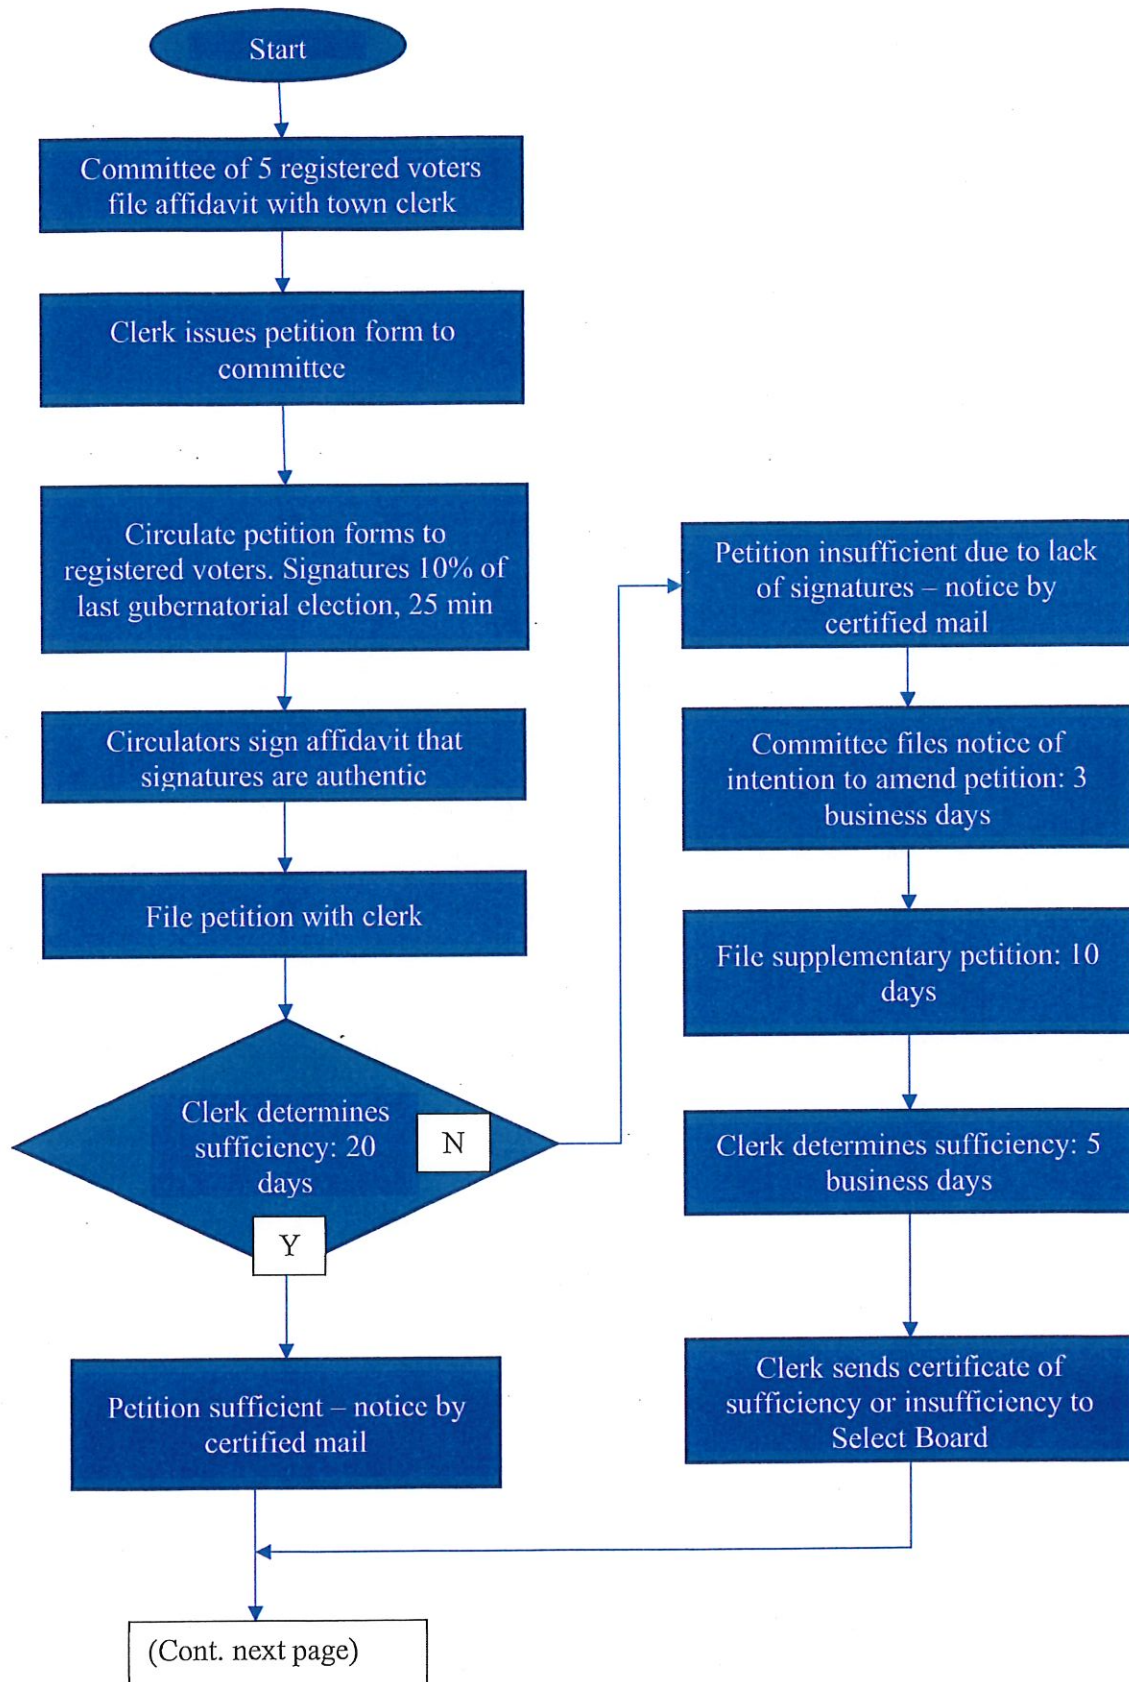 Start
Committee of 5 registered voters
file affidavit with town clerk
Clerk issues petition form to
committee
Circulate petition forms to
registered voters. Signatures 10% of
last gubernatorial election, 25 min
Circulators sign affidavit that
signatures are authentic
File petition with clerk
Clerk determines
sufficiency: 20
days
N
Y
Petition sufficient – notice by
certified mail
Petition insufficient due to lack
of signatures – notice by
certified mail
Committee files notice of
intention to amend petition: 3
business days
File supplementary petition: 10
days
Clerk determines sufficiency: 5
business days
Clerk sends certificate of
sufficiency or insufficiency to
Select Board
(Cont. next page)